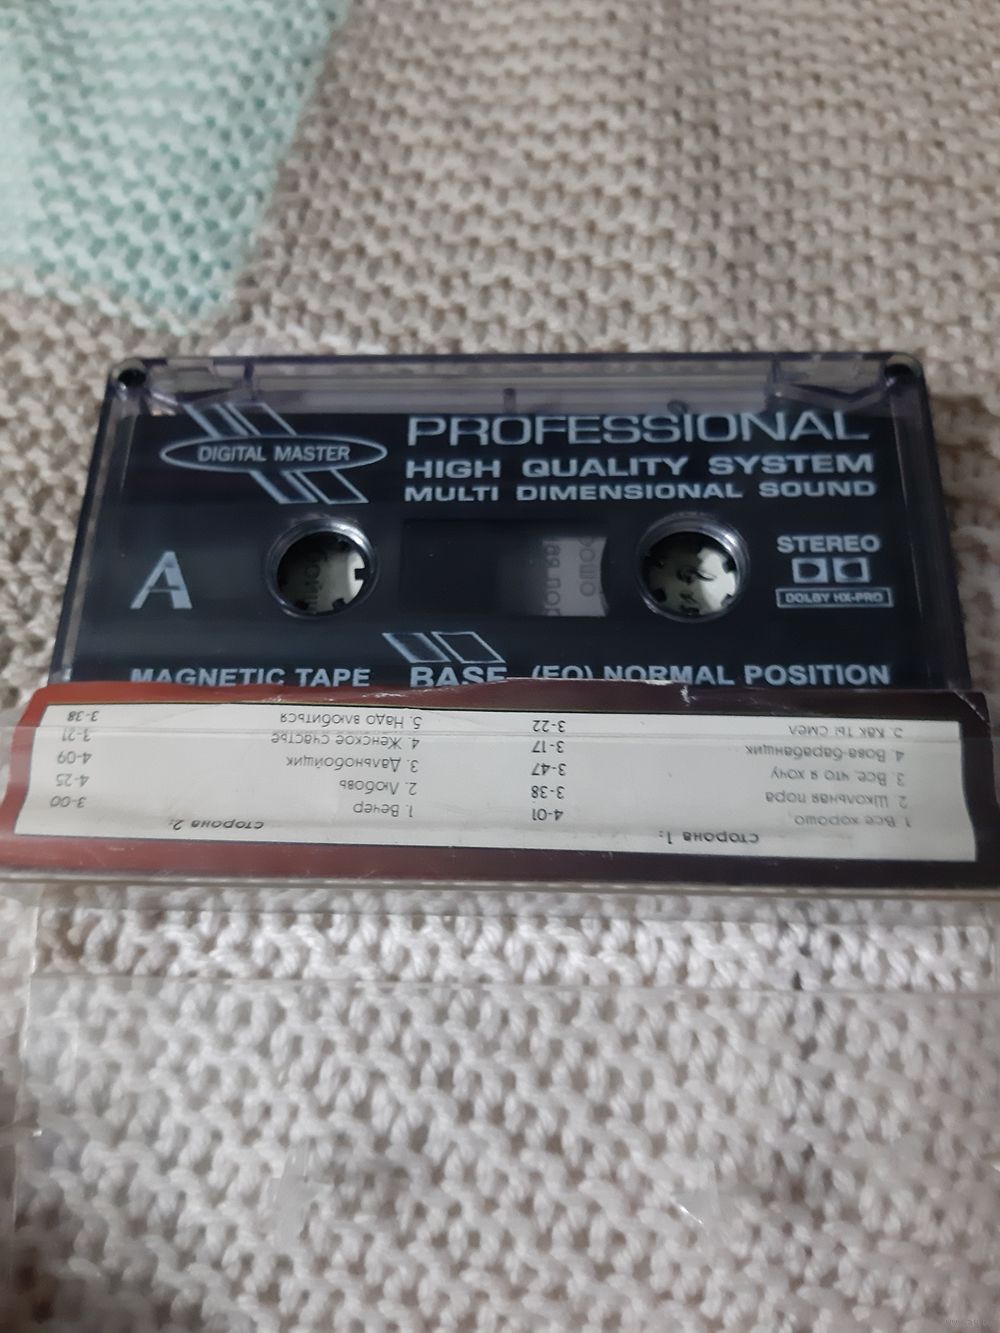 PROFESSIONAL
DIGITAL MASTER
HIGH QUALITY SYSTEM
MULTI DIMENSIONAL SOUND
A
STEREO
DOLBY HX-PRO
MAGNETIC TAPE BASE (EQ) NORMAL POSITION
сторона 1:
1. Все хорошо, 4-01
2. Школьная пора 3-38
3. Все, что я хочу 3-47
4. Вова-барабанщик 3-17
5. Как ты смел 3-22
сторона 2:
1. Вечер 3-00
2. Любовь 4-25
3. Дальнобойщик 4-09
4. Женское счастье 3-21
5. Надо влюбиться 3-38